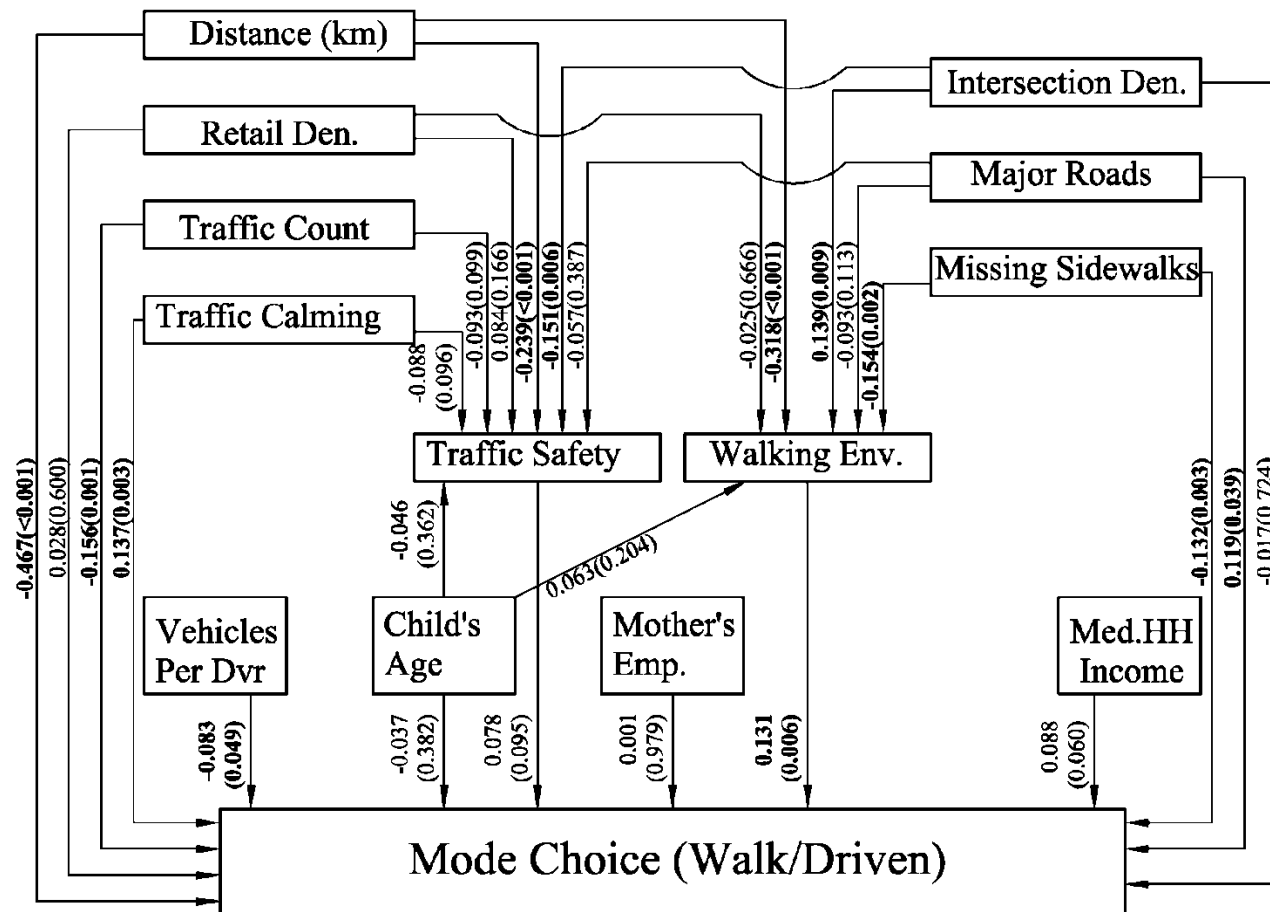 Distance (km)
Intersection Den.
Retail Den.
Major Roads
Traffic Count
Missing Sidewalks
Traffic Calming
-0.088
(0.096)
-0.093(0.099)
0.084(0.166)
-0.239(<0.001)
-0.151(0.006)
-0.057(0.387)
-0.025(0.666)
-0.318(<0.001)
0.139(0.009)
-0.093(0.113)
-0.154(0.002)
Traffic Safety
Walking Env.
-0.467(<0.001)
0.028(0.600)
-0.156(0.001)
0.137(0.003)
-0.046
(0.362)
0.063(0.204)
-0.132(0.003)
0.119(0.039)
-0.017(0.724)
Vehicles
Per Dvr
Child's
Age
Mother's
Emp.
Med.HH
Income
-0.083
(0.049)
-0.037
(0.382)
0.078
(0.095)
0.001
(0.979)
0.131
(0.006)
0.088
(0.060)
Mode Choice (Walk/Driven)